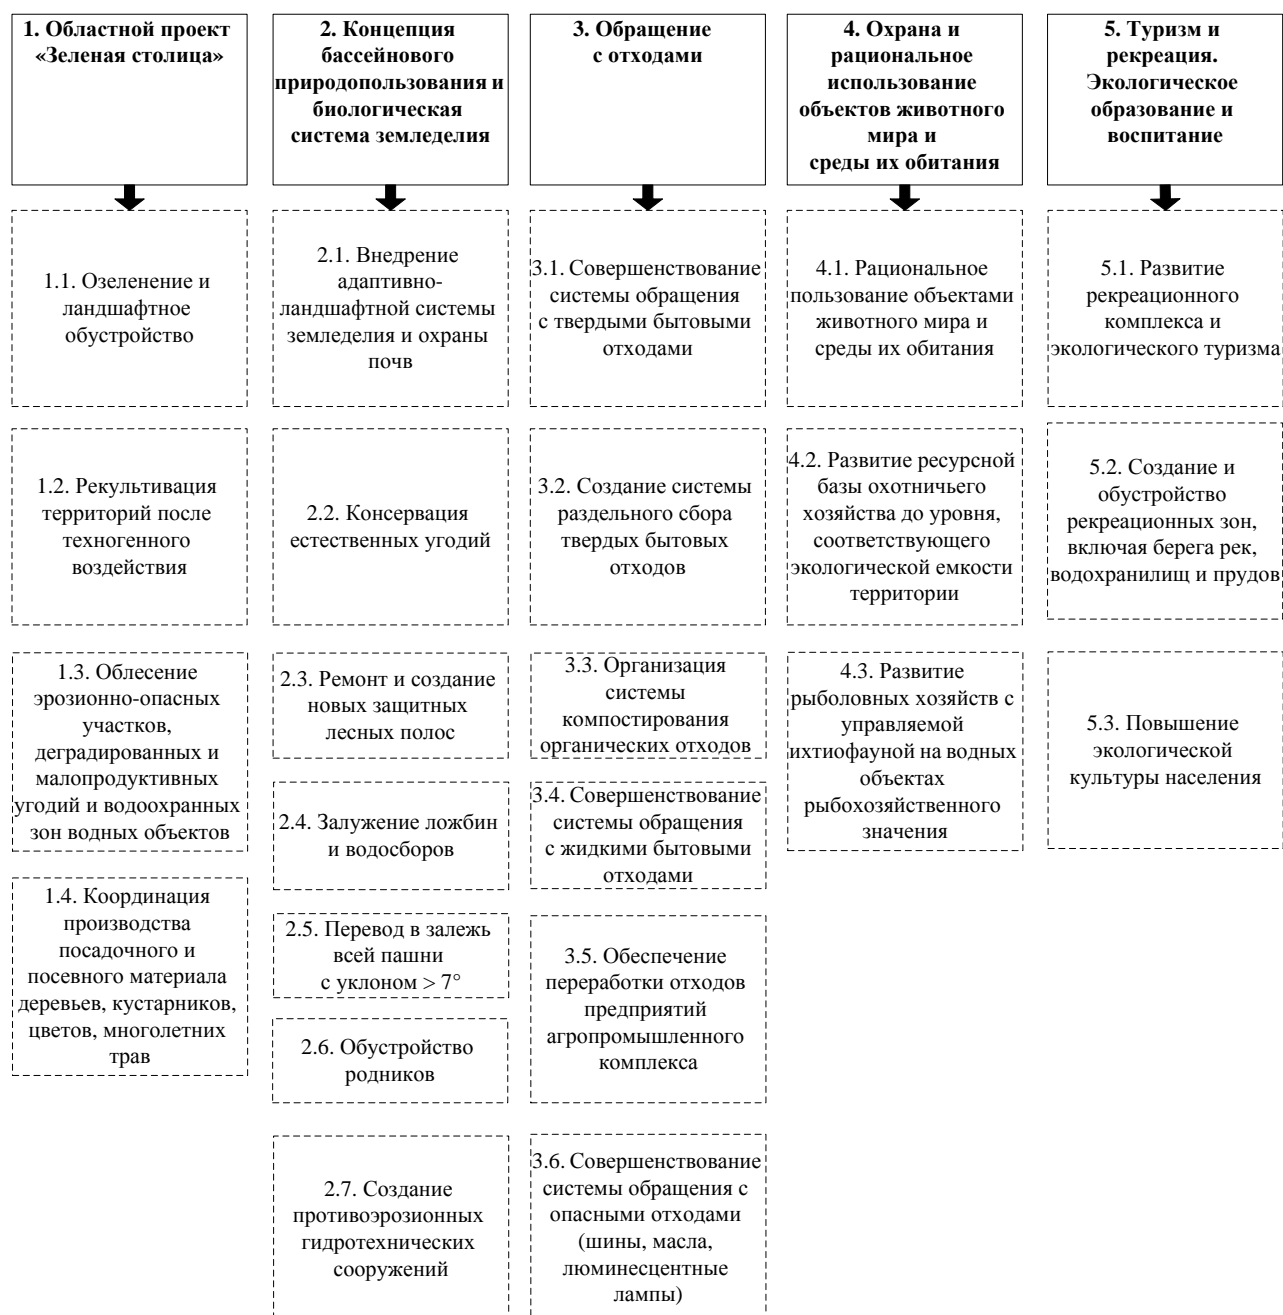 1. Областной проект
«Зеленая столица»
1.1. Озеленение и
ландшафтное
обустройство
1.2. Рекультивация
территорий после
техногенного
воздействия
1.3. Облесение
эрозионно-опасных
участков,
деградированных и
малопродуктивных
угодий и водоохранных
зон водных объектов
1.4. Координация
производства
посадочного и
посевного материала
деревьев, кустарников,
цветов, многолетних
трав
2. Концепция
бассейнового
природопользования и
биологическая
система земледелия
2.1. Внедрение
адаптивно-
ландшафтной системы
земледелия и охраны
почв
2.2. Консервация
естественных угодий
2.3. Ремонт и создание
новых защитных
лесных полос
2.4. Залужение ложбин
и водосборов
2.5. Перевод в залежь
всей пашни
с уклоном > 7°
2.6. Обустройство
родников
2.7. Создание
противоэрозионных
гидротехнических
сооружений
3. Обращение
с отходами
3.1. Совершенствование
системы обращения
с твердыми бытовыми
отходами
3.2. Создание системы
раздельного сбора
твердых бытовых
отходов
3.3. Организация
системы
компостирования
органических отходов
3.4. Совершенствование
системы обращения
с жидкими бытовыми
отходами
3.5. Обеспечение
переработки отходов
предприятий
агропромышленного
комплекса
3.6. Совершенствование
системы обращения с
опасными отходами
(шины, масла,
люминесцентные
лампы)
4. Охрана и
рациональное
использование
объектов животного
мира и
среды их обитания
4.1. Рациональное
пользование объектами
животного мира и
среды их обитания
4.2. Развитие ресурсной
базы охотничьего
хозяйства до уровня,
соответствующего
экологической емкости
территории
4.3. Развитие
рыболовных хозяйств с
управляемой
ихтиофауной на водных
объектах
рыбохозяйственного
значения
5. Туризм и
рекреация.
Экологическое
образование и
воспитание
5.1. Развитие
рекреационного
комплекса и
экологического туризма
5.2. Создание и
обустройство
рекреационных зон,
включая берега рек,
водохранилищ и прудов
5.3. Повышение
экологической
культуры населения